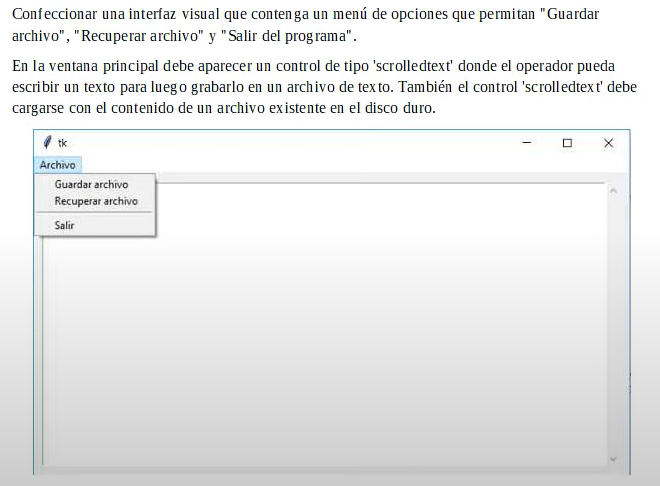 Confeccionar una interfaz visual que contenga un menú de opciones que permitan "Guardar
archivo", "Recuperar archivo" y "Salir del programa".
En la ventana principal debe aparecer un control de tipo 'scrolledtext' donde el operador pueda
escribir un texto para luego grabarlo en un archivo de texto. También el control 'scrolledtext' debe
cargarse con el contenido de un archivo existente en el disco duro.
tk
Archivo
Guardar archivo
Recuperar archivo
Salir